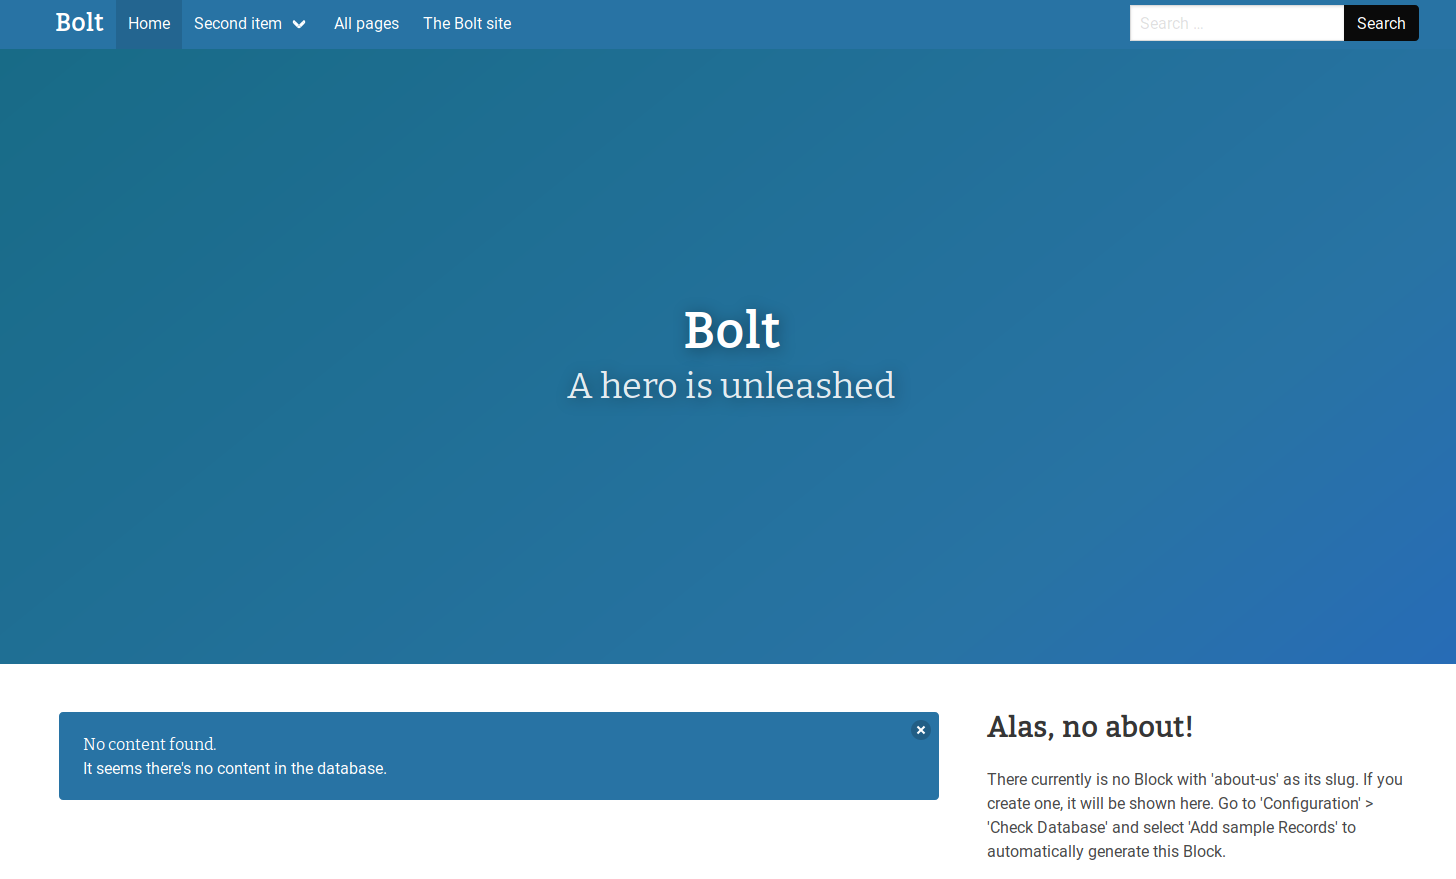 Bolt
Home
Second item
All pages
The Bolt site
Search ...
Search
Bolt
A hero is unleashed
No content found.
It seems there's no content in the database.
Alas, no about!
There currently is no Block with 'about-us' as its slug. If you
create one, it will be shown here. Go to 'Configuration' >
'Check Database' and select 'Add sample Records' to
automatically generate this Block.